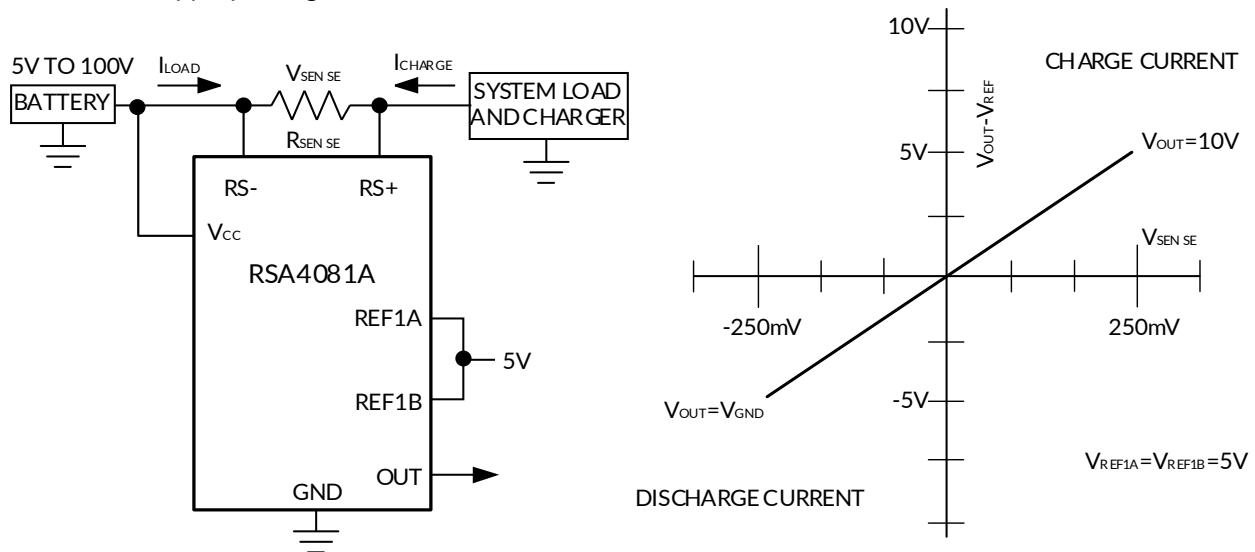 5V TO 100V
BATTERY
ILOAD
VSENSE
RSENSE
ICHARGE
SYSTEM LOAD
AND CHARGER
RS-
RS+
VCC
RSA4081A
REF1A
5V
REF1B
OUT
GND
10V
CHARGE CURRENT
VOUT-VREF
5V
VOUT=10V
VSENSE
-250mV
250mV
-5V
VOUT=VGND
VREF1A=VREF1B=5V
DISCHARGE CURRENT